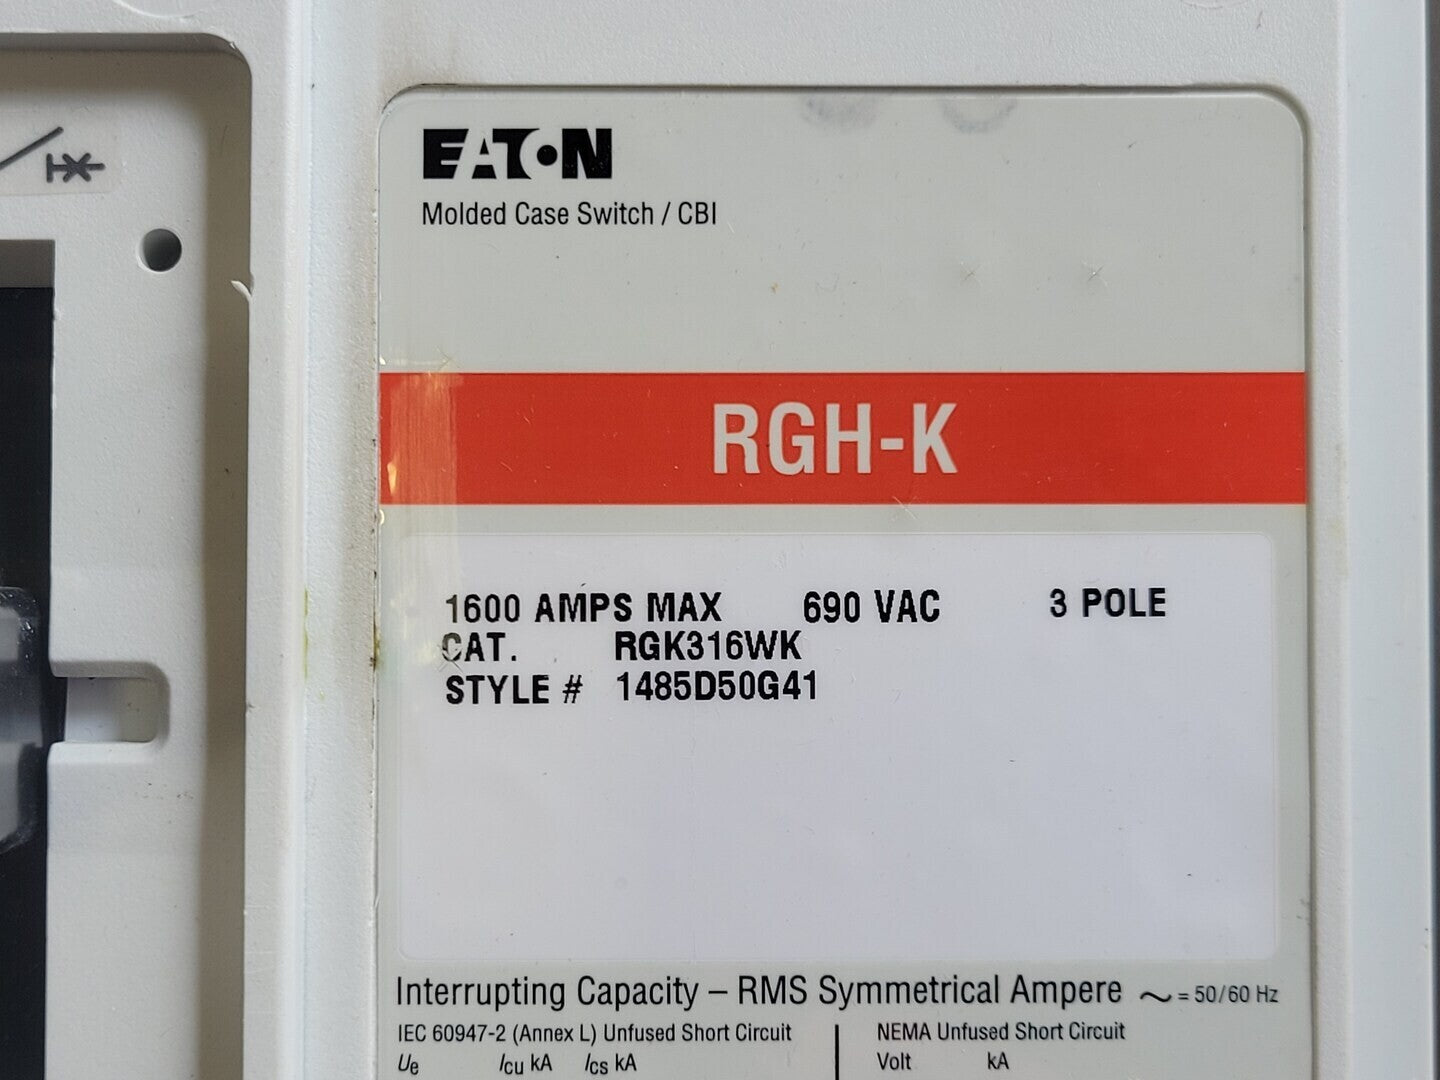 EATON
Molded Case Switch / CBI
RGH-K
1600 AMPS MAX 690 VAC 3 POLE
CAT. RGK316WK
STYLE # 1485D50G41
Interrupting Capacity – RMS Symmetrical Ampere ~ = 50/60 Hz
IEC 60947-2 (Annex L) Unfused Short Circuit NEMA Unfused Short Circuit
Ue Icu kA Ics kA Volt kA